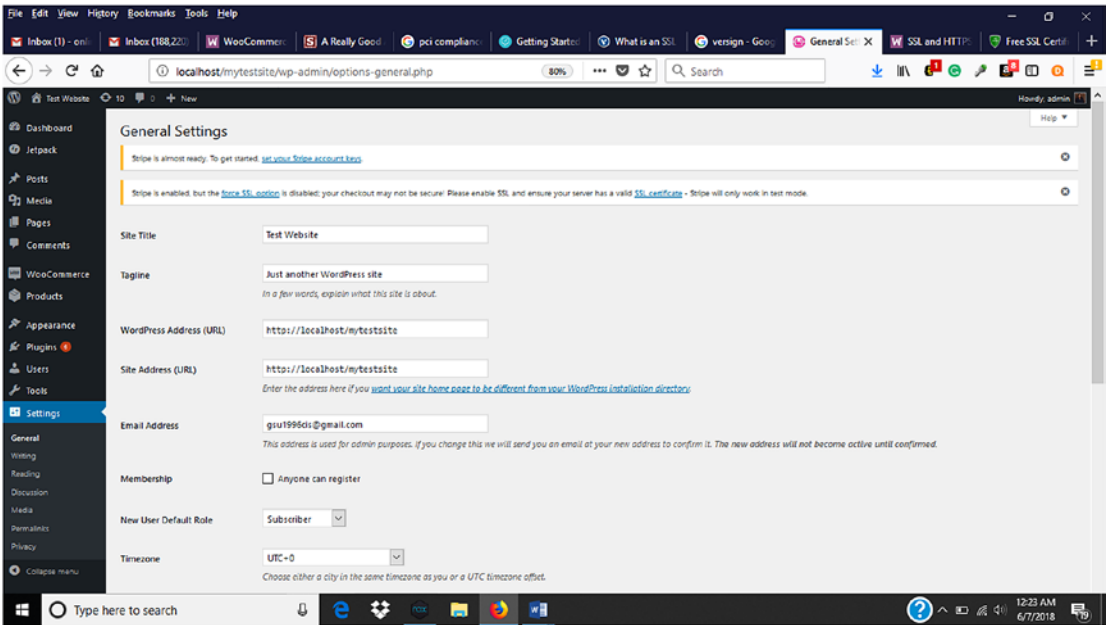 File Edit View History Bookmarks Tools Help
Inbox (1) - onli Inbox (188,220) WooCommerc A Really Good pci compliance Getting Started What is an SSL version - Goog General Set SSL and HTTPS Free SSL Certifi
localhost/mytestsite/wp-admin/options-general.php 80% Search
Test Website 10 0 New Howdy, admin
Help
Dashboard
Jetpack
Posts
Media
Pages
Comments
WooCommerce
Products
Appearance
Plugins
Users
Tools
Settings
General
Writing
Reading
Discussion
Media
Permalinks
Privacy
Collapse menu
General Settings
Stripe is almost ready. To get started, set your Stripe account keys.
Stripe is enabled, but the force SSL option is disabled; your checkout may not be secure! Please enable SSL and ensure your server has a valid SSL certificate - Stripe will only work in test mode.
Site Title Test Website
Tagline Just another WordPress site
In a few words, explain what this site is about.
WordPress Address (URL) http://localhost/mytestsite
Site Address (URL) http://localhost/mytestsite
Enter the address here if you want your site home page to be different from your WordPress installation directory.
Email Address gsu1996cis@gmail.com
This address is used for admin purposes. If you change this we will send you an email at your new address to confirm it. The new address will not become active until confirmed.
Membership Anyone can register
New User Default Role Subscriber
Timezone UTC+0
Choose either a city in the same timezone as you or a UTC timezone offset.
Type here to search
12:23 AM
6/7/2018